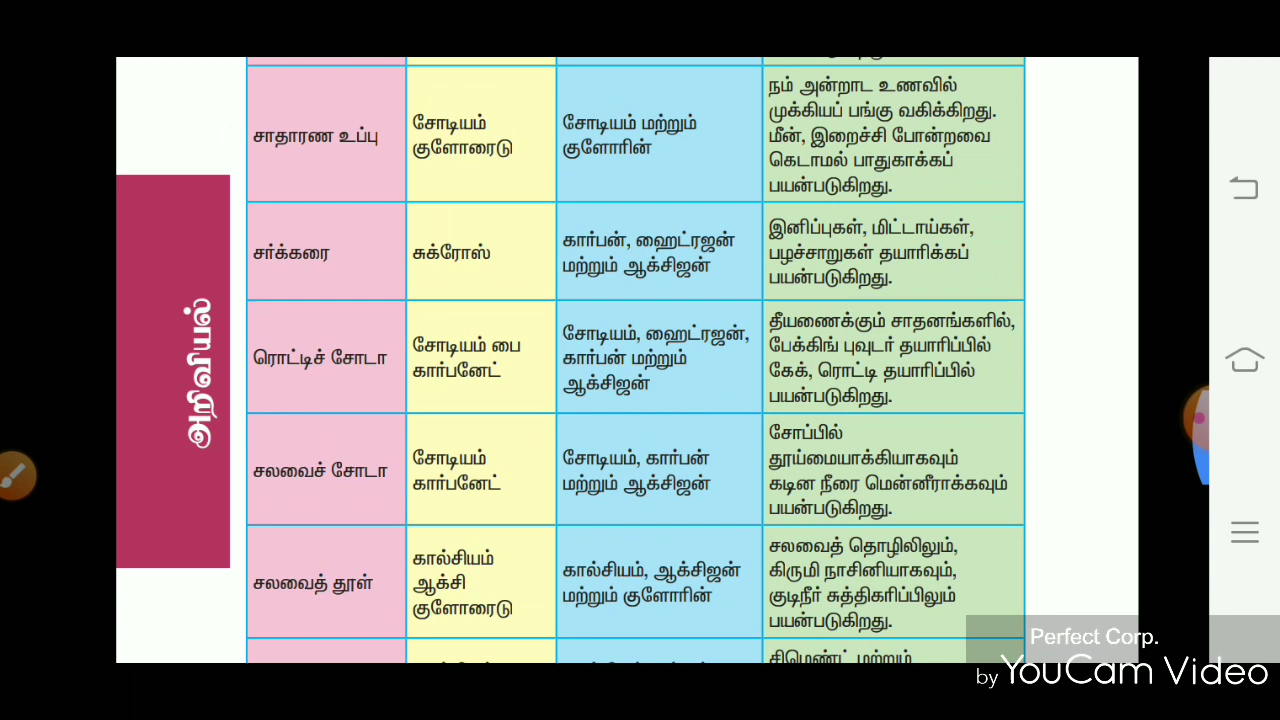 சாதாரண உப்பு
சோடியம்
குளோரைடு
சோடியம் மற்றும்
குளோரின்
நம் அன்றாட உணவில்
முக்கியப் பங்கு வகிக்கிறது.
மீன், இறைச்சி போன்றவை
கெடாமல் பாதுகாக்கப்
பயன்படுகிறது.
சர்க்கரை
சுக்ரோஸ்
கார்பன், ஹைட்ரஜன்
மற்றும் ஆக்சிஜன்
இனிப்புகள், மிட்டாய்கள்,
பழச்சாறுகள் தயாரிக்கப்
பயன்படுகிறது.
ரொட்டிச் சோடா
சோடியம் பை
கார்பனேட்
சோடியம், ஹைட்ரஜன்,
கார்பன் மற்றும்
ஆக்சிஜன்
தீயணைக்கும் சாதனங்களில்,
பேக்கிங் புவுடர் தயாரிப்பில்
கேக், ரொட்டி தயாரிப்பில்
பயன்படுகிறது.
சலவைச் சோடா
சோடியம்
கார்பனேட்
சோடியம், கார்பன்
மற்றும் ஆக்சிஜன்
சோப்பில்
தூய்மையாக்கியாகவும்
கடின நீரை மென்னீராக்கவும்
பயன்படுகிறது.
சலவைத் தூள்
கால்சியம்
ஆக்சி
குளோரைடு
கால்சியம், ஆக்சிஜன்
மற்றும் குளோரின்
சலவைத் தொழிலிலும்,
கிருமி நாசினியாகவும்,
குடிநீர் சுத்திகரிப்பிலும்
பயன்படுகிறது.
சிமெண்ட் மற்றும்
அறிவியல்
Perfect Corp.
by YouCam Video